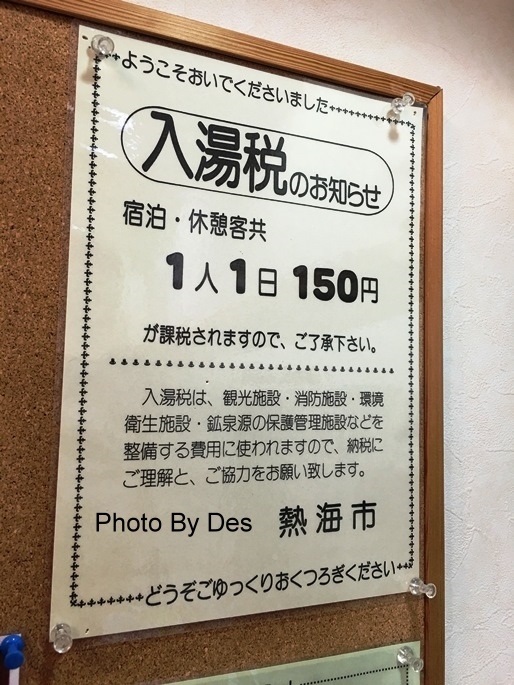 ようこそおいでくださいました
入湯税のお知らせ
宿泊・休憩客共
1人1日 150円
が課税されますので、ご了承下さい。
入湯税は、観光施設・消防施設・環境
衛生施設・鉱泉源の保護管理施設などを
整備する費用に使われますので、納税に
ご理解と、ご協力をお願い致します。
Photo By Des
熱海市
どうぞごゆっくりおくつろぎください